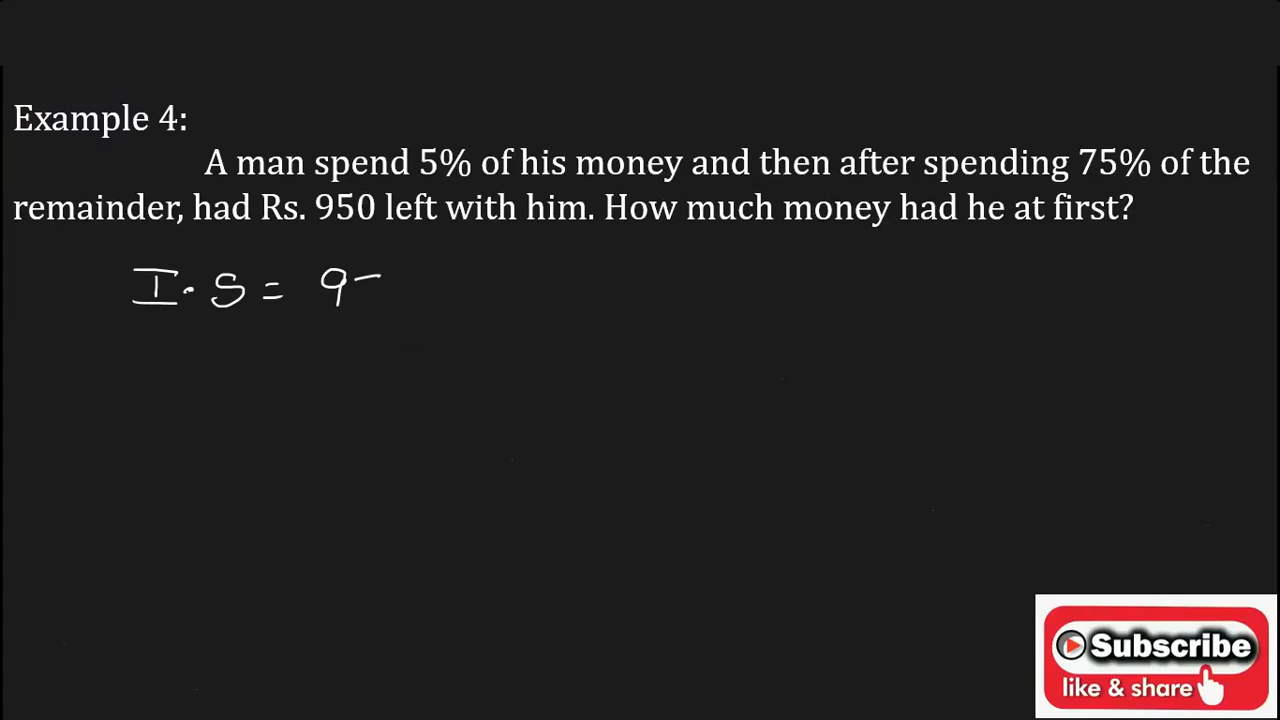 Example 4:
A man spend 5% of his money and then after spending 75% of the
remainder, had Rs. 950 left with him. How much money had he at first?
I. S = 9
Subscribe
like & share